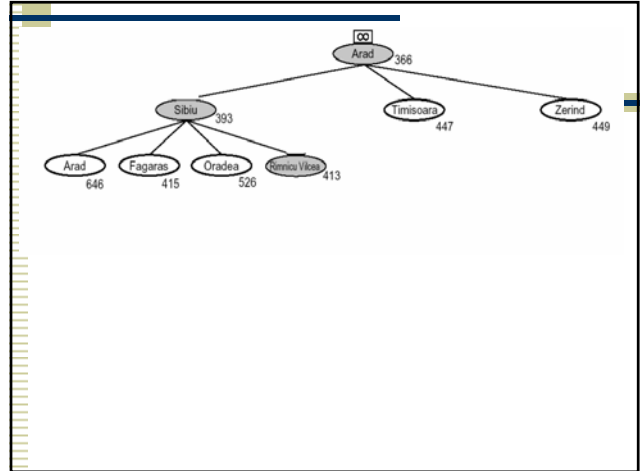 ∞
Arad 366
Sibiu 393 Timisoara 447 Zerind 449
Arad 646 Fagaras 415 Oradea 526 Rimnicu Vilcea 413